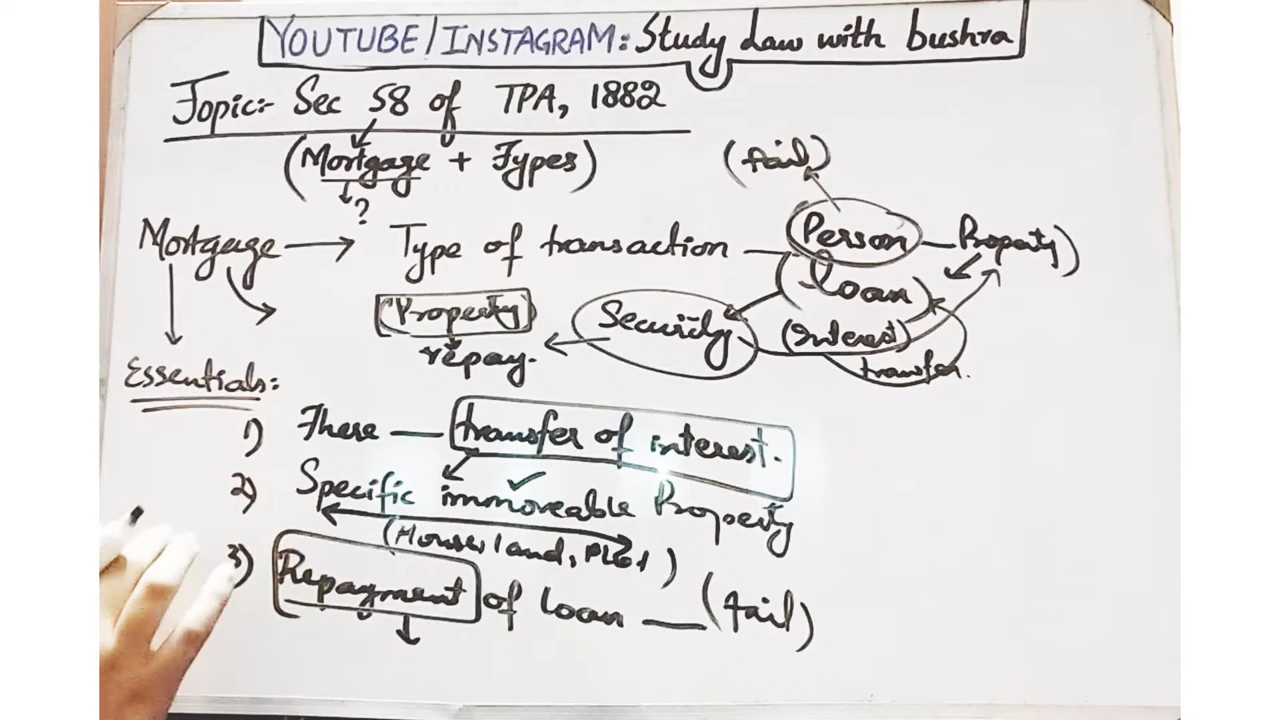 YOUTUBE/INSTAGRAM: Study Law with bushra
Topic:- Sec 58 of TPA, 1882
(Mortgage + Types)
?
(fail)
Mortgage → Type of transaction — Person — Property)
(loan)
(Property) Security (Interest)
repay. transfer.
Essentials:
1) There — transfer of interest.
2) Specific immoveable Property
(House, land, Plot)
3) Repayment of loan — (fail)